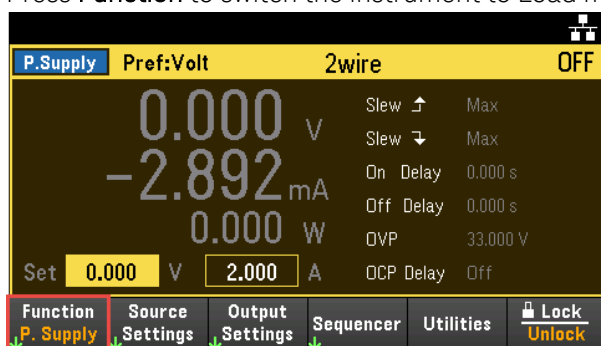 Press Function to switch the instrument to Load m
P.Supply Pref:Volt 2wire OFF
0.000 V
-2.892 mA
0.000 W
Set 0.000 V 2.000 A
Slew Max
Slew Max
On Delay 0.000 s
Off Delay 0.000 s
OVP 33.000 V
OCP Delay Off
Function
P. Supply
Source
Settings
Output
Settings
Sequencer
Utilities
Lock
Unlock